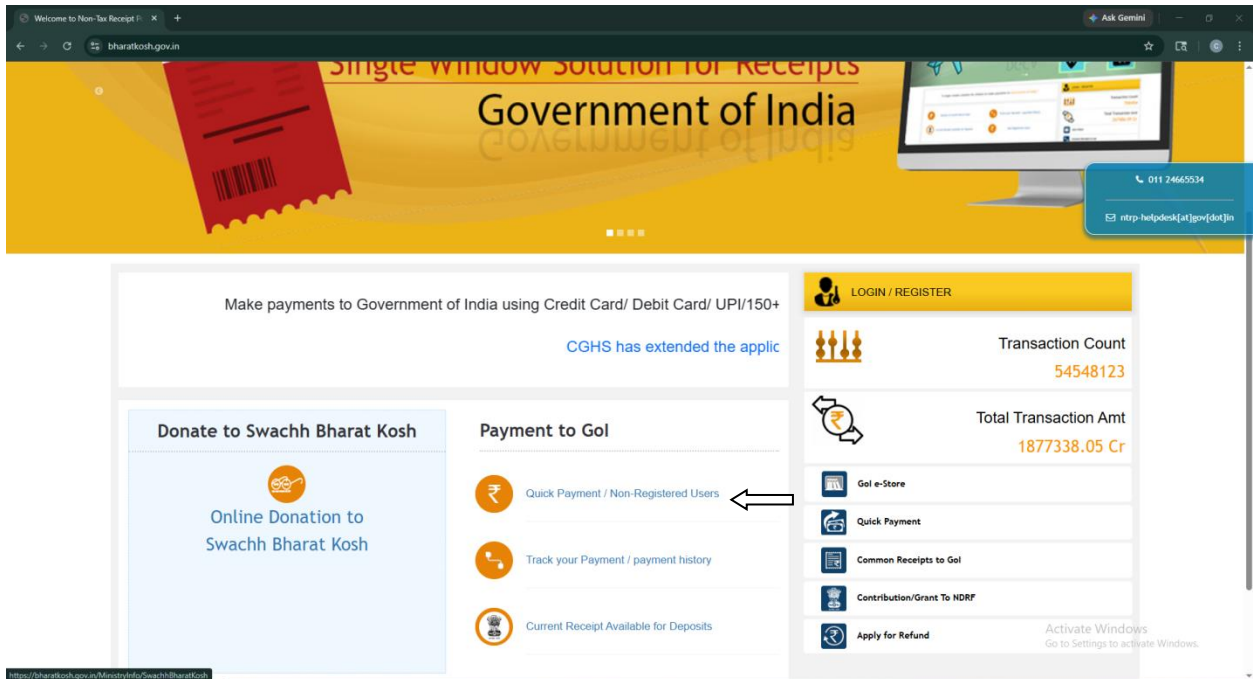 Welcome to Non-Tax Receipt P
Ask Gemini
bharatkosh.gov.in
Single Window Solution for Receipts
Government of India
011 24665534
ntrp-helpdesk[at]gov[dot]in
Make payments to Government of India using Credit Card/ Debit Card/ UPI/150+
CGHS has extended the applic
LOGIN / REGISTER
Transaction Count
54548123
Total Transaction Amt
1877338.05 Cr
Donate to Swachh Bharat Kosh
Online Donation to
Swachh Bharat Kosh
Payment to GoI
Quick Payment / Non-Registered Users
Track your Payment / payment history
Current Receipt Available for Deposits
GoI e-Store
Quick Payment
Common Receipts to GoI
Contribution/Grant To NDRF
Apply for Refund
Activate Windows
Go to Settings to activate Windows.
https://bharatkosh.gov.in/MinistryInfo/SwachhBharatKosh